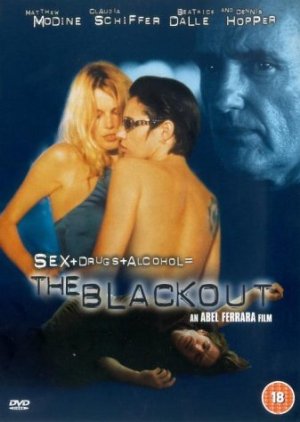 MATTHEW CLAUDIA BEATRICE AND DENNIS
MODINE SCHIFFER DALLE HOPPER
SEX+DRUGS+ALCOHOL=
THE BLACKOUT
AN ABEL FERRARA FILM
DVD
VIDEO
18